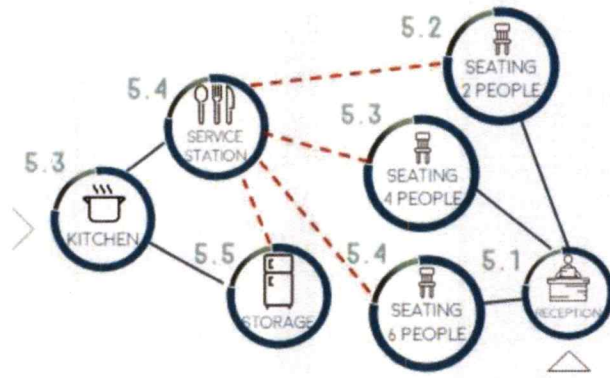 5.2
SEATING
2 PEOPLE
5.4
SERVICE
STATION
5.3
SEATING
4 PEOPLE
5.3
KITCHEN
5.5
STORAGE
5.4
SEATING
6 PEOPLE
5.1
RECEPTION